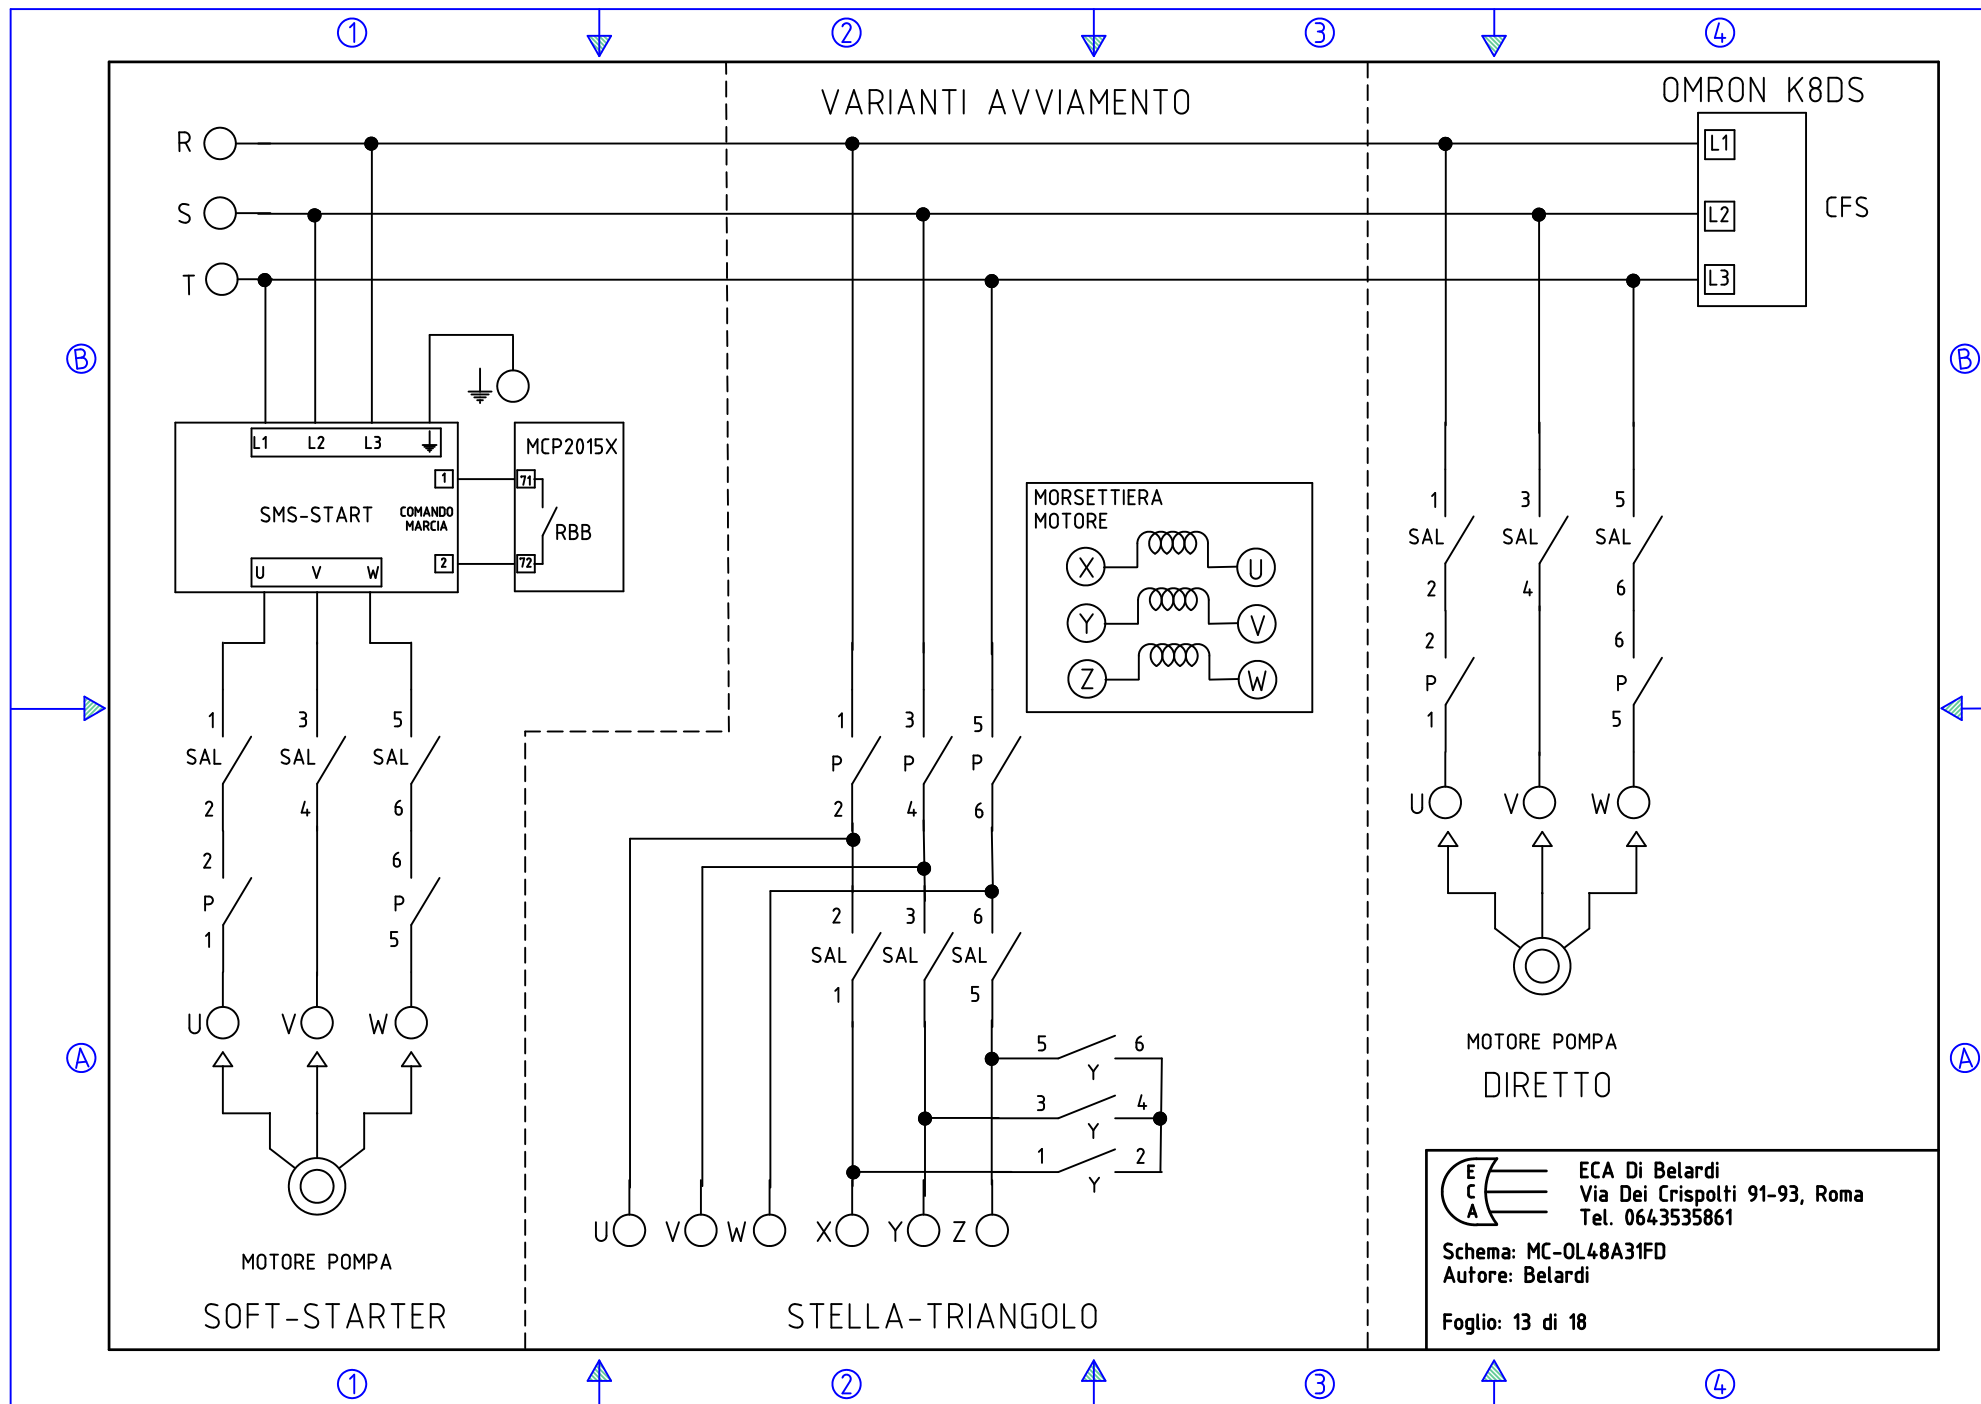 1 2 3 4
VARIANTI AVVIAMENTO
OMRON K8DS
R
S
T
L1
L2
L3
CFS
B B
L1 L2 L3
1
SMS-START
COMANDO
MARCIA
2
U V W
MCP2015X
71
RBB
72
MORSETTIERA
MOTORE
X U
Y V
Z W
1 3 5
SAL SAL SAL
2 4 6
2 6
P P
1 5
U V W
MOTORE POMPA
SOFT-STARTER
1 3 5
P P P
2 4 6
2 3 6
SAL SAL SAL
1 5
5 6
Y
3 4
Y
1 2
Y
U V W X Y Z
STELLA-TRIANGOLO
1 3 5
SAL SAL SAL
2 4 6
2 6
P P
1 5
U V W
MOTORE POMPA
DIRETTO
A A
E
C
A
ECA Di Belardi
Via Dei Crispolti 91-93, Roma
Tel. 0643535861
Schema: MC-OL48A31FD
Autore: Belardi
Foglio: 13 di 18
1 2 3 4